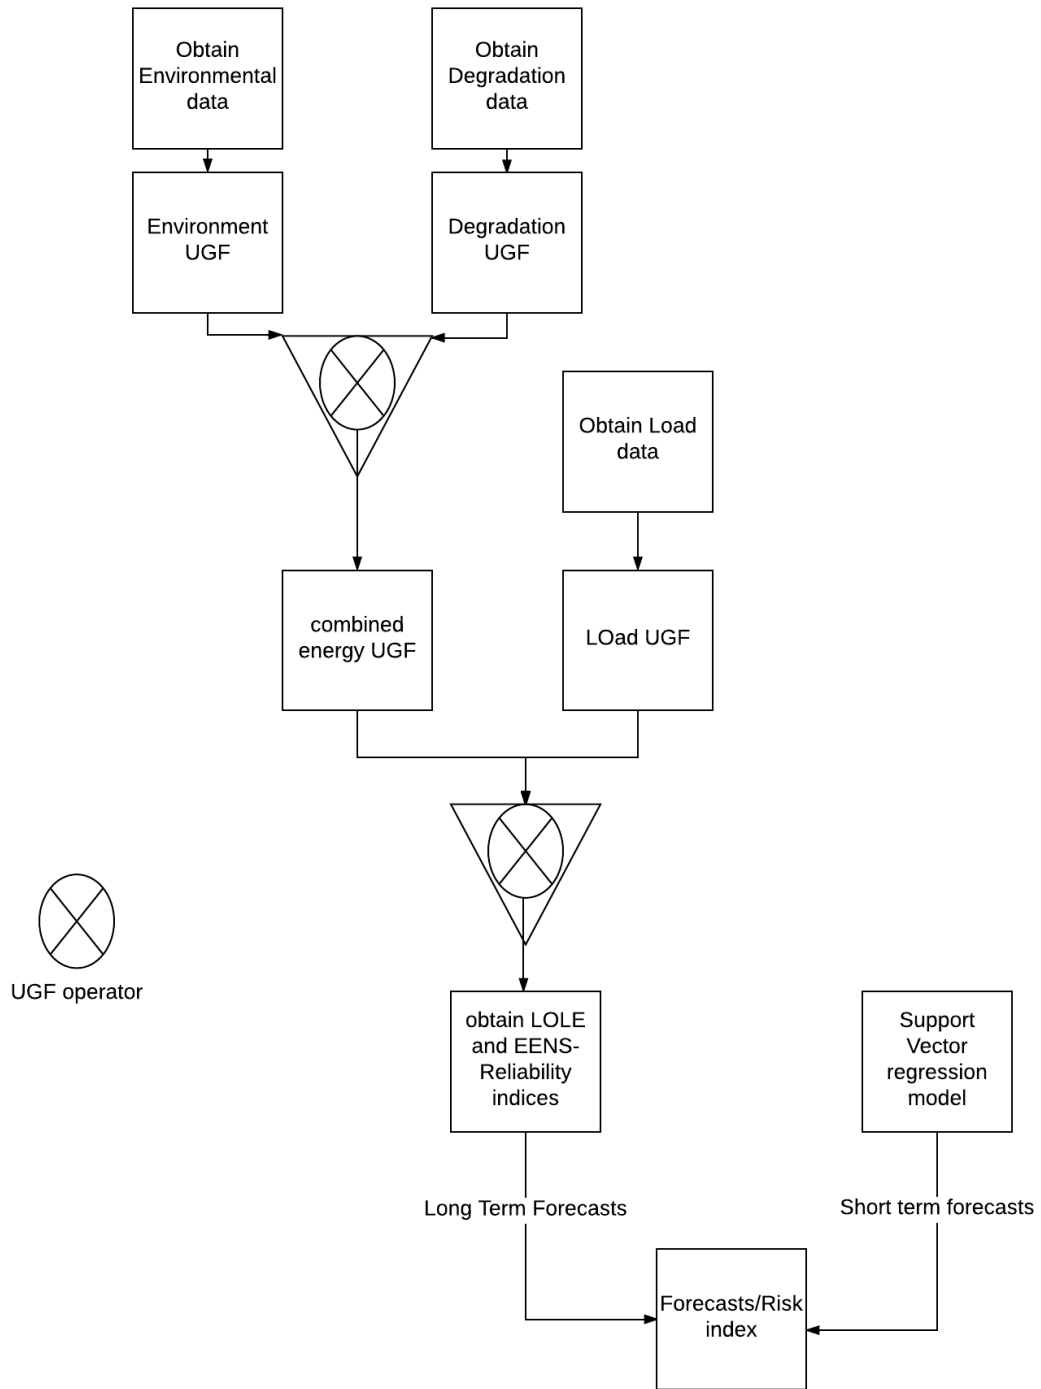 Obtain
Environmental
data
Obtain
Degradation
data
Environment
UGF
Degradation
UGF
Obtain Load
data
combined
energy UGF
LOad UGF
UGF operator
obtain LOLE
and EENS-
Reliability
indices
Support
Vector
regression
model
Long Term Forecasts
Short term forecasts
Forecasts/Risk
index